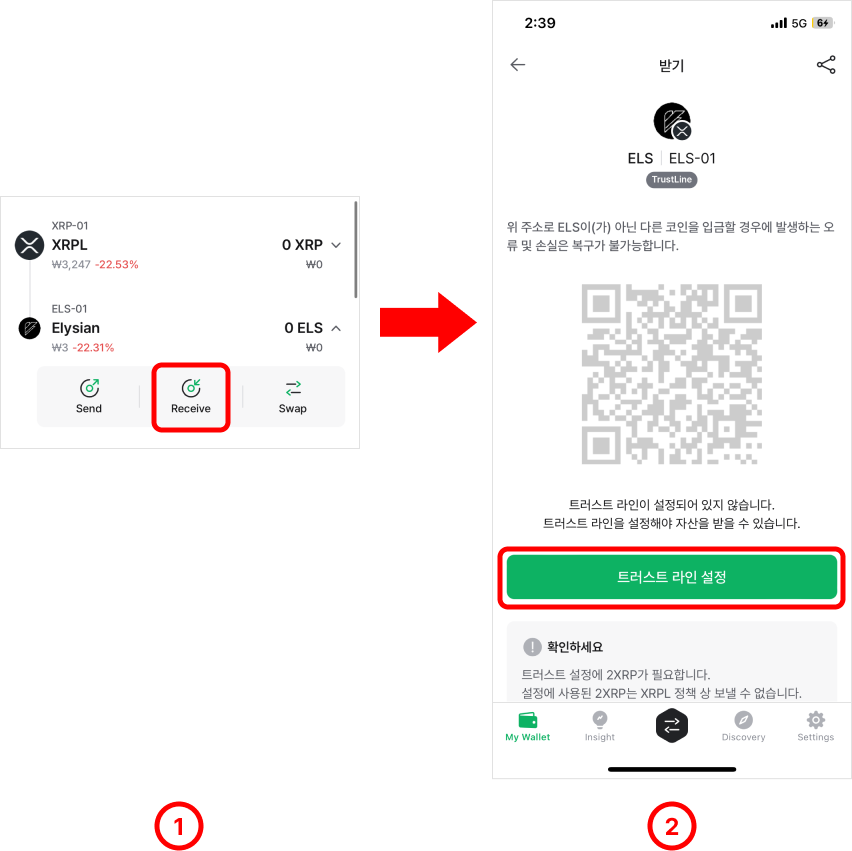 XRP-01
XRPL
0 XRP
₩3,247 -22.53%
₩0
ELS-01
Elysian
0 ELS
₩3 -22.31%
₩0
Send
Receive
Swap
1
2:39
5G
6
받기
ELS
ELS-01
TrustLine
위 주소로 ELS이(가) 아닌 다른 코인을 입금할 경우에 발생하는 오
류 및 손실은 복구가 불가능합니다.
트러스트 라인이 설정되어 있지 않습니다.
트러스트 라인을 설정해야 자산을 받을 수 있습니다.
트러스트 라인 설정
확인하세요
트러스트 설정에 2XRP가 필요합니다.
설정에 사용된 2XRP는 XRPL 정책 상 보낼 수 없습니다.
My Wallet
Insight
Discovery
Settings
2